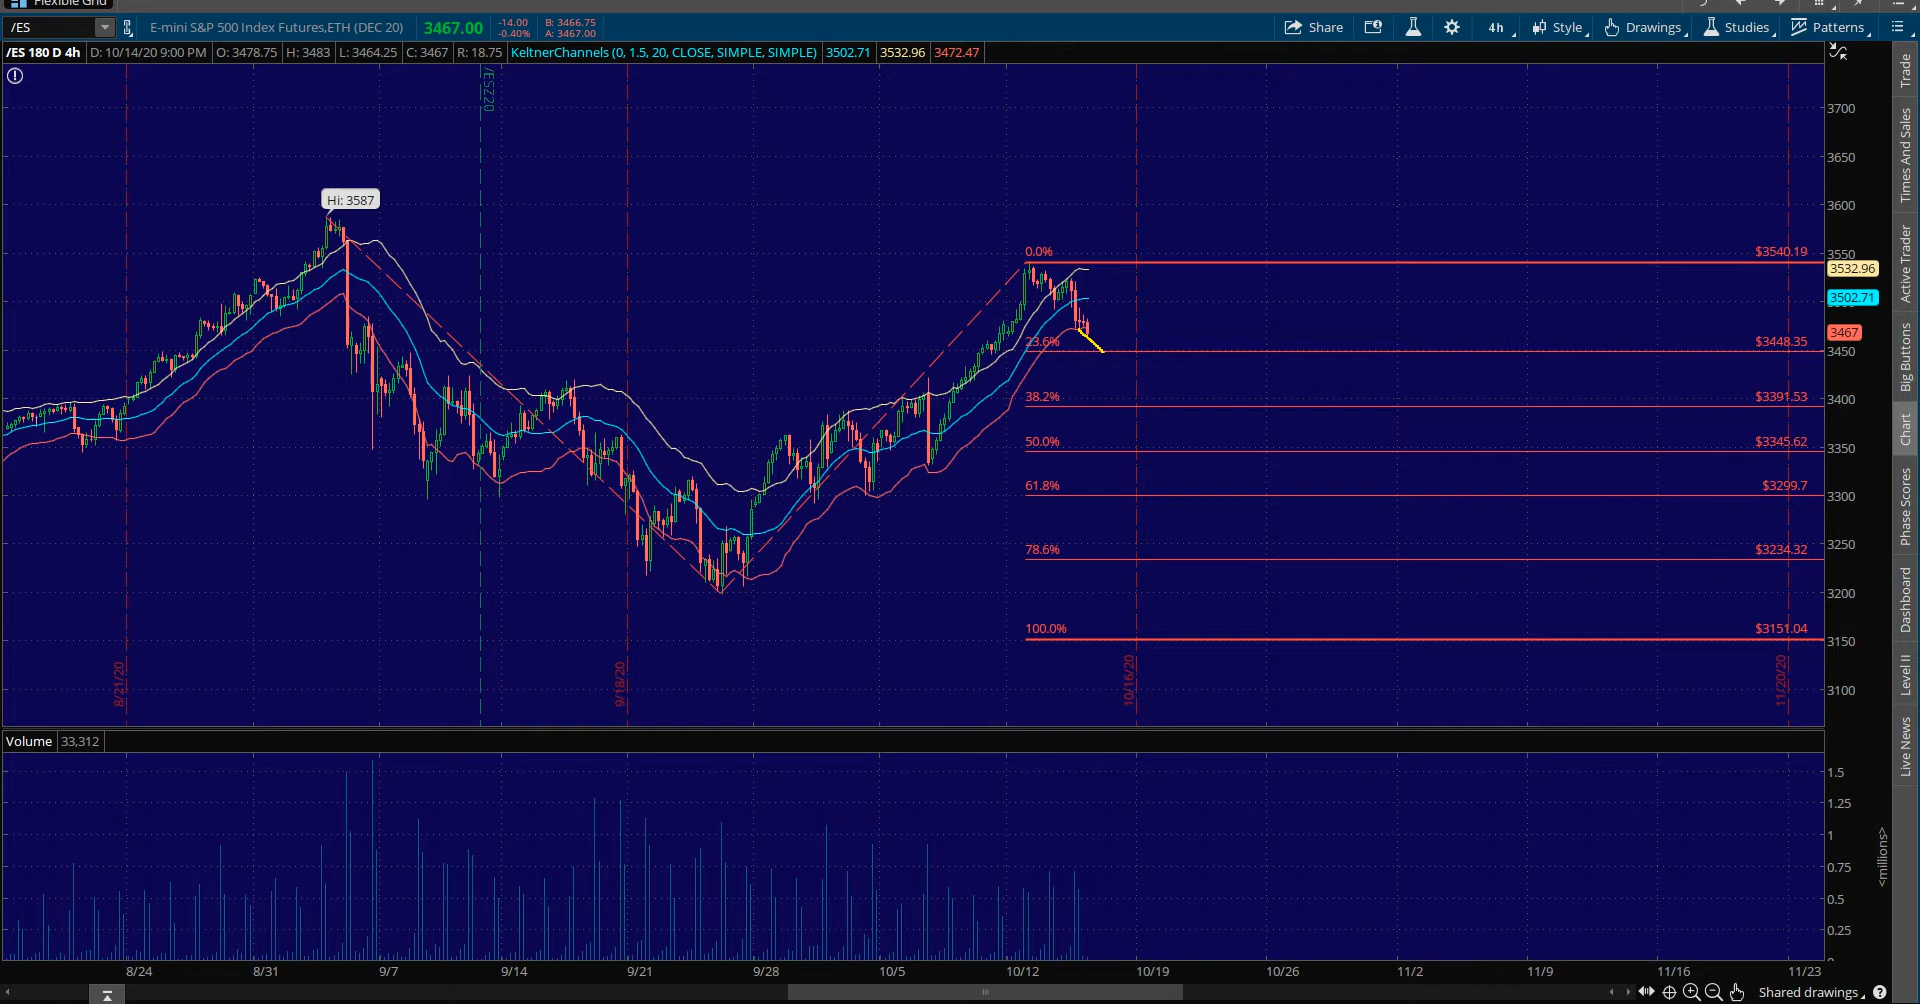 Flexible Grid
/ES
E-mini S&P 500 Index Futures,ETH (DEC 20)
3467.00
-14.00
-0.40%
B: 3466.75
A: 3467.00
Share
4h
Style
Drawings
Studies
Patterns
/ES 180 D 4h
D: 10/14/20 9:00 PM
O: 3478.75
H: 3483
L: 3464.25
C: 3467
R: 18.75
KeltnerChannels (0, 1.5, 20, CLOSE, SIMPLE, SIMPLE)
3502.71
3532.96
3472.47
/ESZ20
Hi: 3587
0.0%
$3540.19
23.6%
$3448.35
38.2%
$3391.53
50.0%
$3345.62
61.8%
$3299.7
78.6%
$3234.32
100.0%
$3151.04
8/21/20
9/18/20
10/16/20
11/20/20
3700
3650
3600
3550
3532.96
3502.71
3467
3450
3400
3350
3300
3250
3200
3150
3100
Volume
33,312
1.5
1.25
1
0.75
0.5
0.25
<millions>
8/24
8/31
9/7
9/14
9/21
9/28
10/5
10/12
10/19
10/26
11/2
11/9
11/16
11/23
Shared drawings
Trade
Times And Sales
Active Trader
Big Buttons
Chart
Phase Scores
Dashboard
Level II
Live News